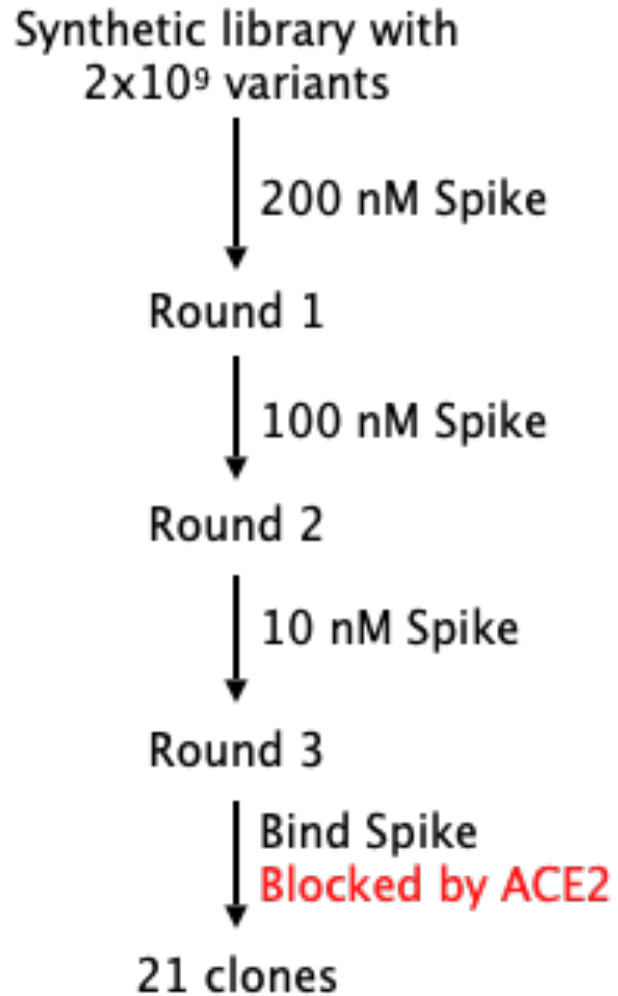 Synthetic library with
2x10⁹ variants
200 nM Spike
Round 1
100 nM Spike
Round 2
10 nM Spike
Round 3
Bind Spike
Blocked by ACE2
21 clones